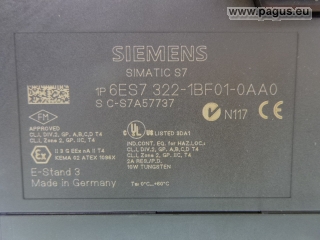 www.pagus.eu
SIEMENS
SIMATIC S7
1P 6ES7 322-1BF01-0AA0
S C-S7A57737
FM
N117
APPROVED
CL.I, DIV.2, GP. A,B,C,D T4
CL.I, Zone 2, GP. IIC T4
UL LISTED
IND. CONT. EQ. for HAZ. LOC.
CL.I, DIV.2, GP. A,B,C,D T4
CL.I, Zone 2, GP. IIC T4
Ex II 3 G EEx nA II T4
KEMA 02 ATEX
10W TUNGSTEN
E-Stand 3
Made in Germany